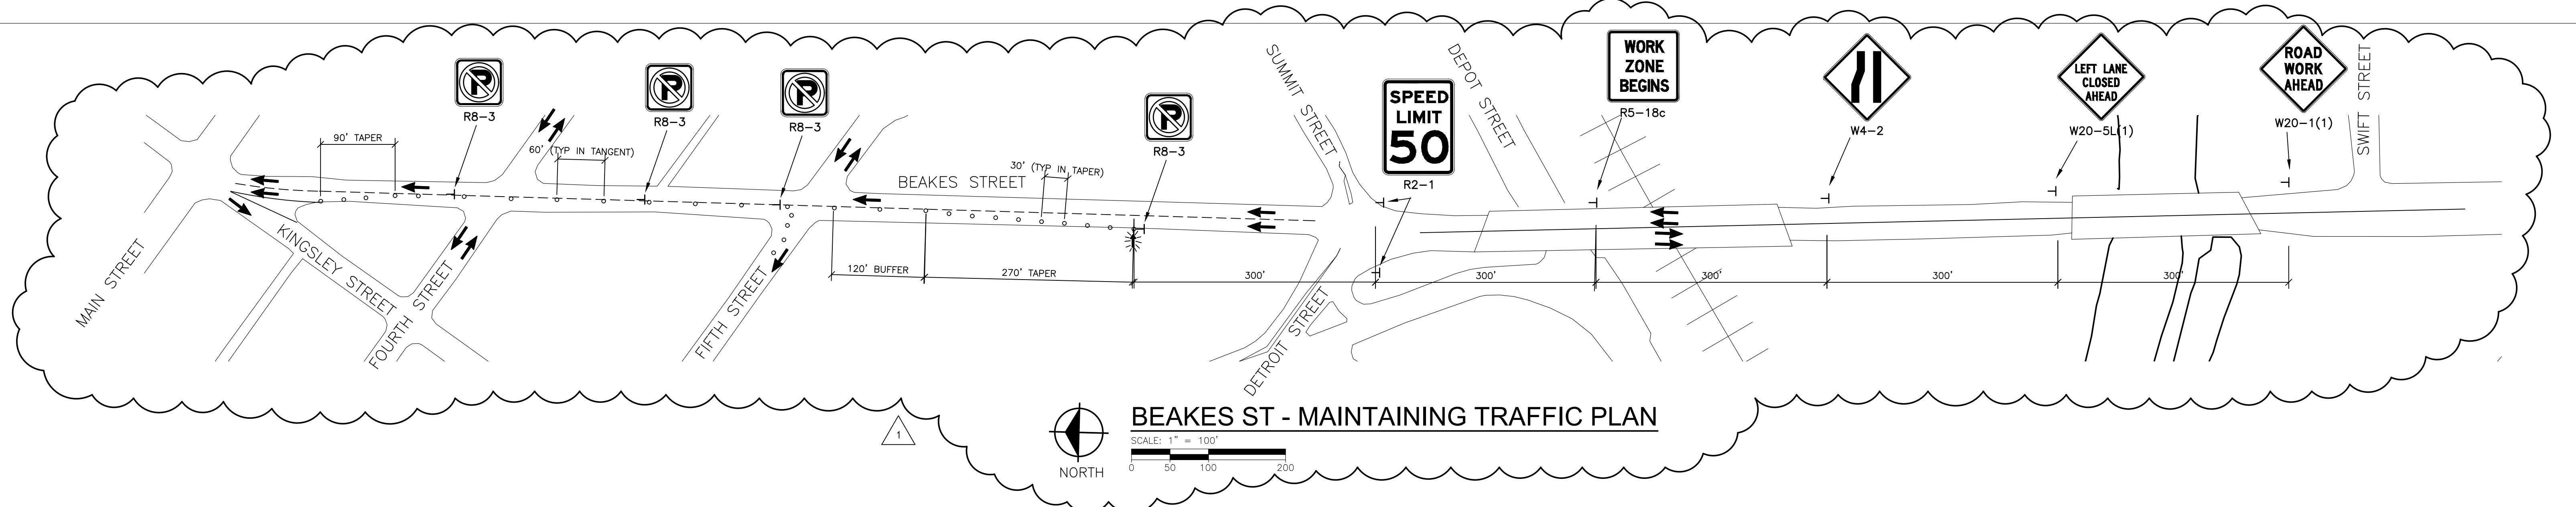 SUMMIT STREET
DEPOT STREET
SWIFT STREET
WORK
ZONE
BEGINS
R5-18c
ROAD
WORK
AHEAD
W20-1(1)
LEFT LANE
CLOSED
AHEAD
W20-5L(1)
W4-2
SPEED
LIMIT
50
R2-1
P
R8-3
P
R8-3
P
R8-3
P
R8-3
90' TAPER
60' (TYP IN TANGENT)
30' (TYP IN TAPER)
BEAKES STREET
MAIN STREET
KINGSLEY STREET
FOURTH STREET
FIFTH STREET
DETROIT STREET
120' BUFFER
270' TAPER
300'
300'
300'
300'
300'
1
NORTH
BEAKES ST - MAINTAINING TRAFFIC PLAN
SCALE: 1" = 100'
0 50 100 200